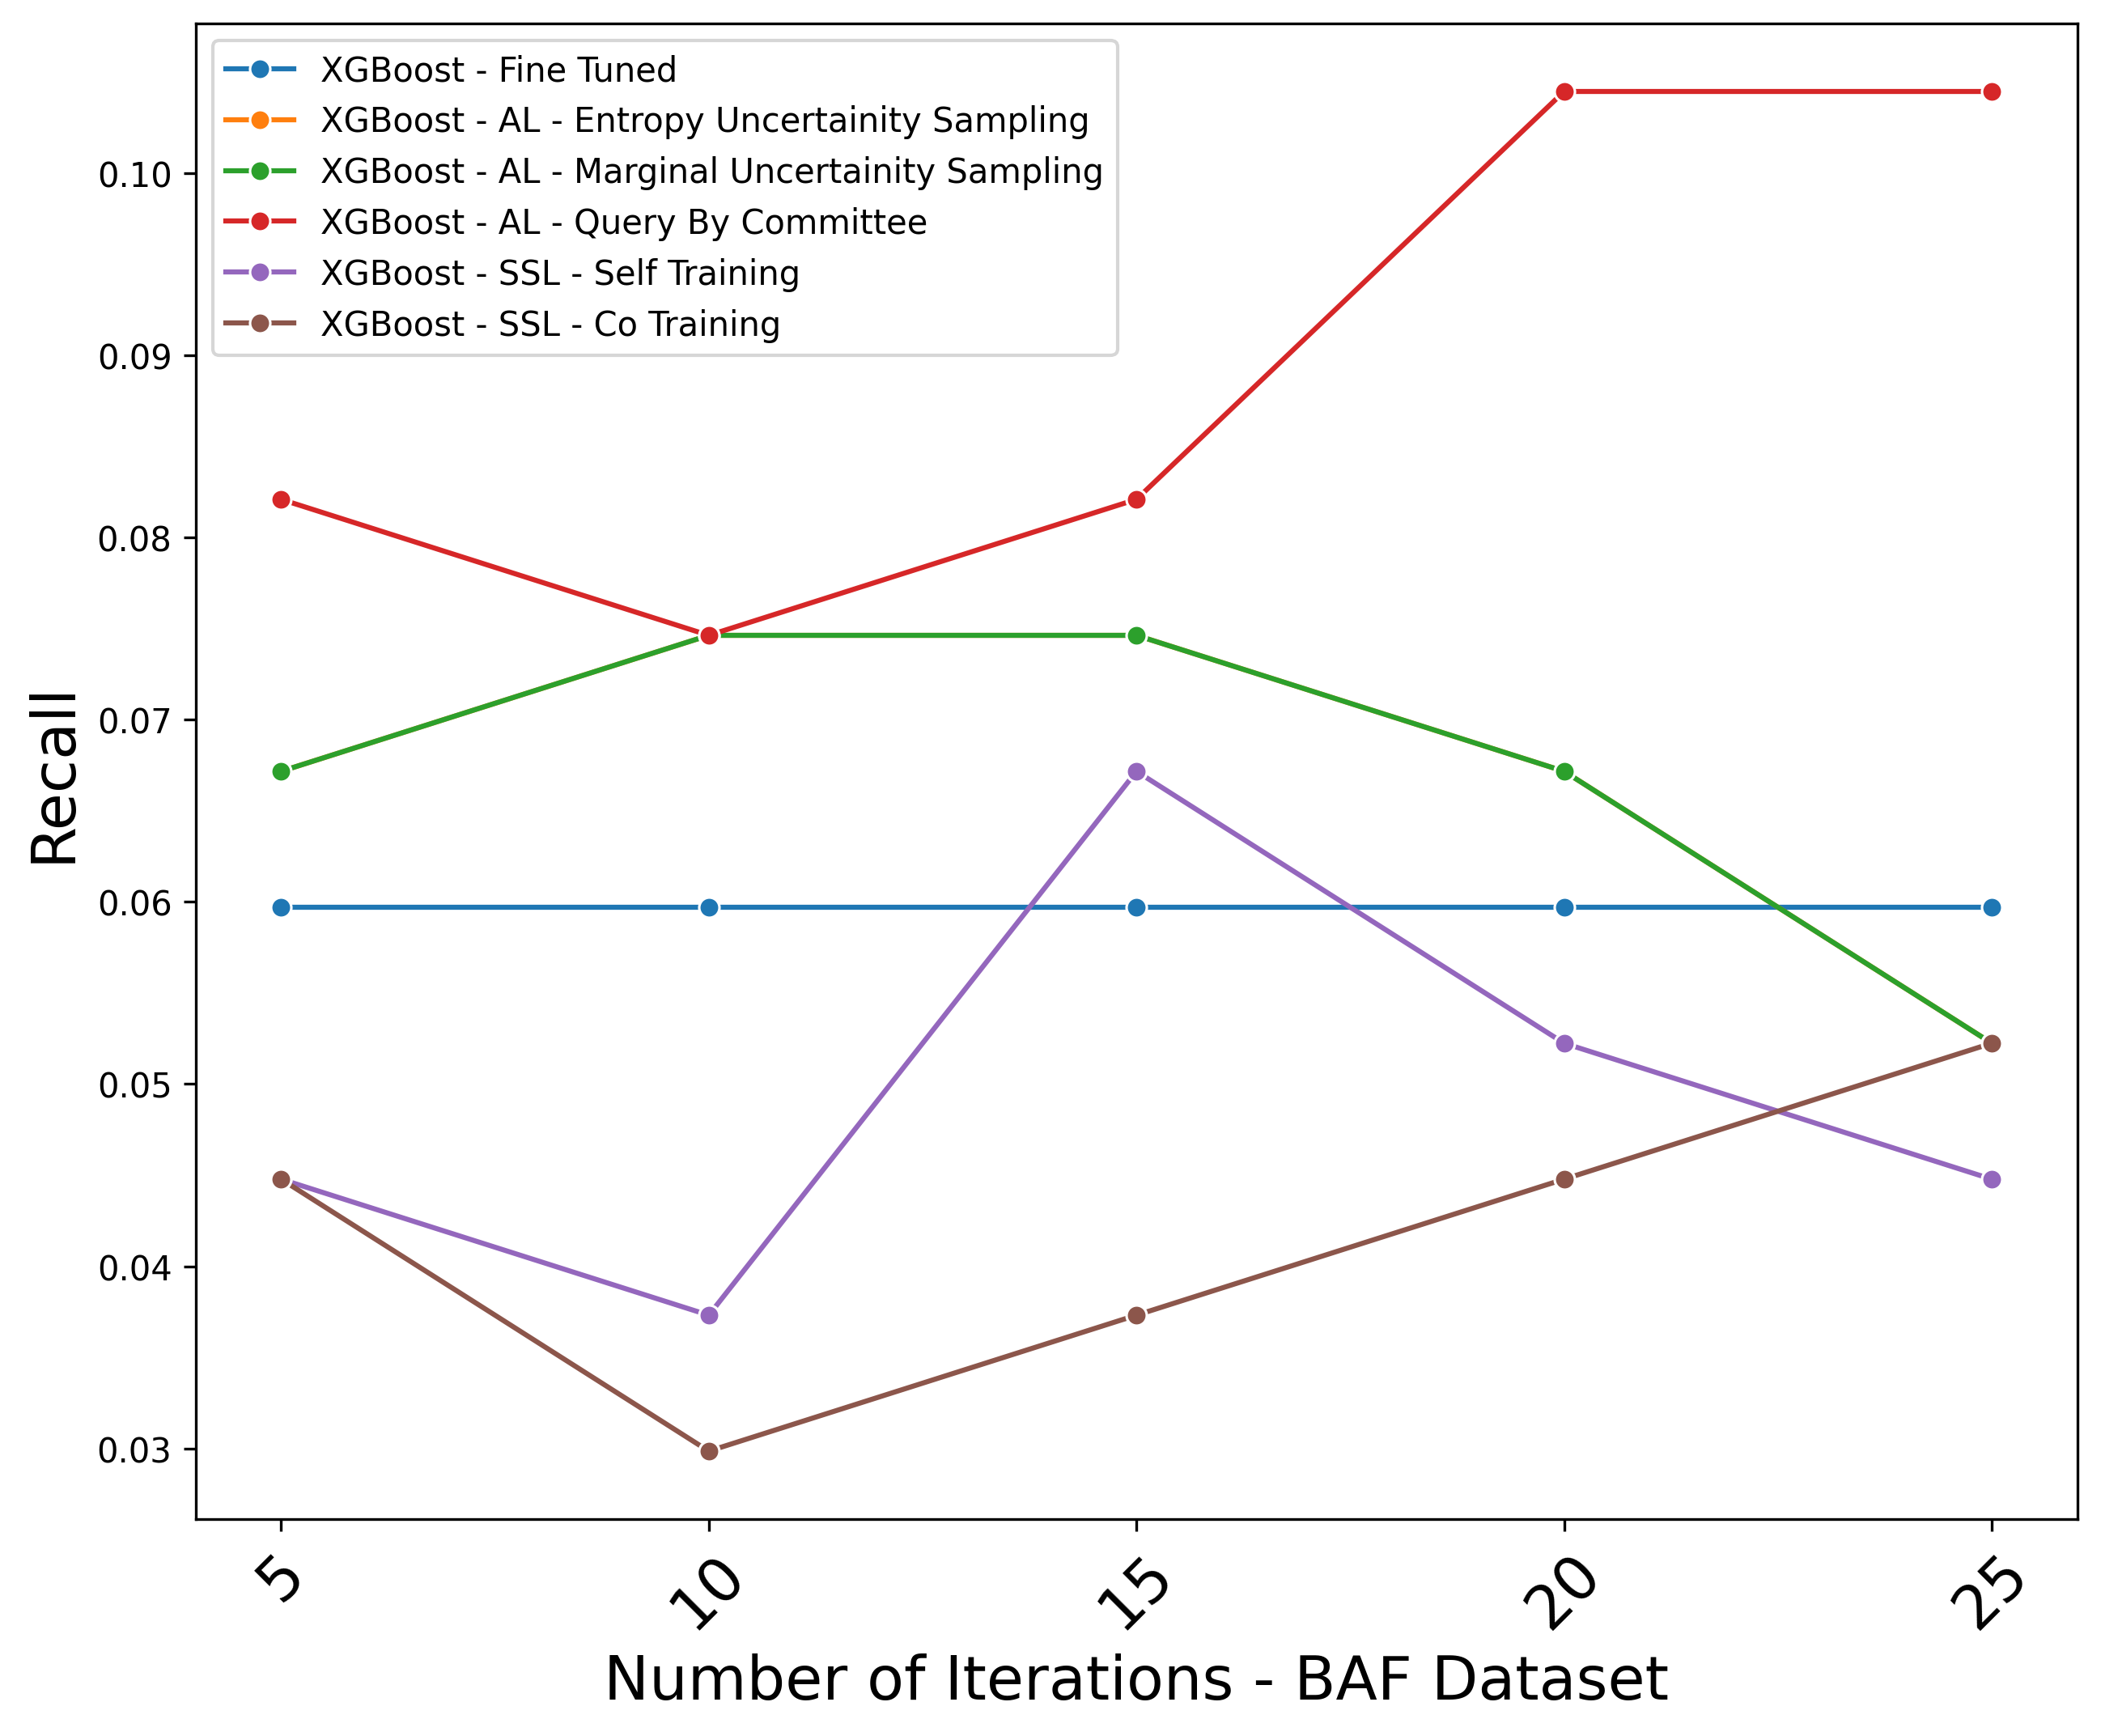 XGBoost - Fine Tuned
XGBoost - AL - Entropy Uncertainity Sampling
XGBoost - AL - Marginal Uncertainity Sampling
XGBoost - AL - Query By Committee
XGBoost - SSL - Self Training
XGBoost - SSL - Co Training
0.10
0.09
0.08
0.07
0.06
0.05
0.04
0.03
Recall
5
10
15
20
25
Number of Iterations - BAF Dataset